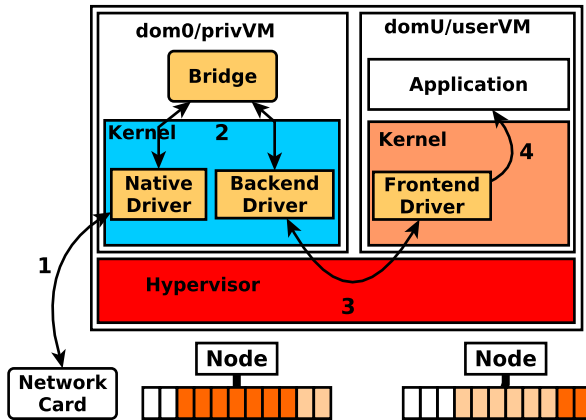 dom0/privVM
domU/userVM
Bridge
Application
Kernel
2
Kernel
4
Native
Driver
Backend
Driver
Frontend
Driver
1
Hypervisor
3
Network
Card
Node
Node